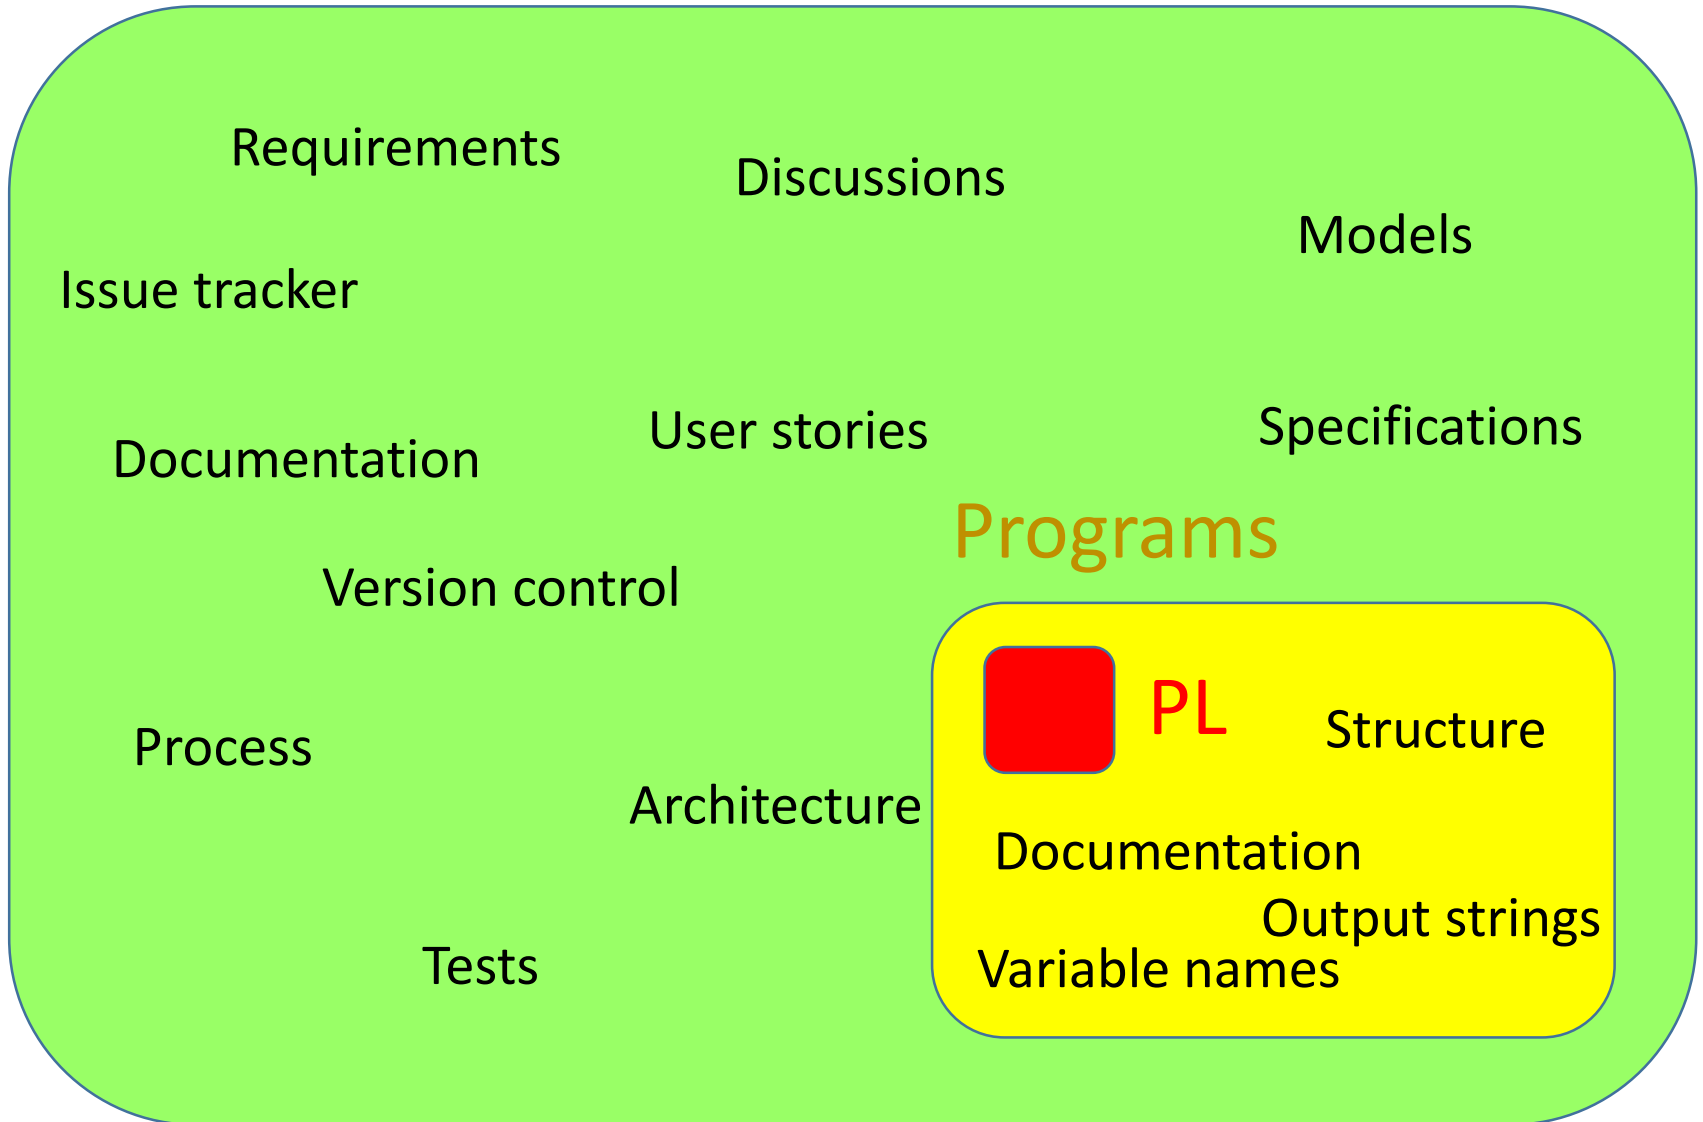 Requirements
Discussions
Models
Issue tracker
User stories
Specifications
Documentation
Programs
Version control
PL
Structure
Process
Architecture
Documentation
Output strings
Variable names
Tests